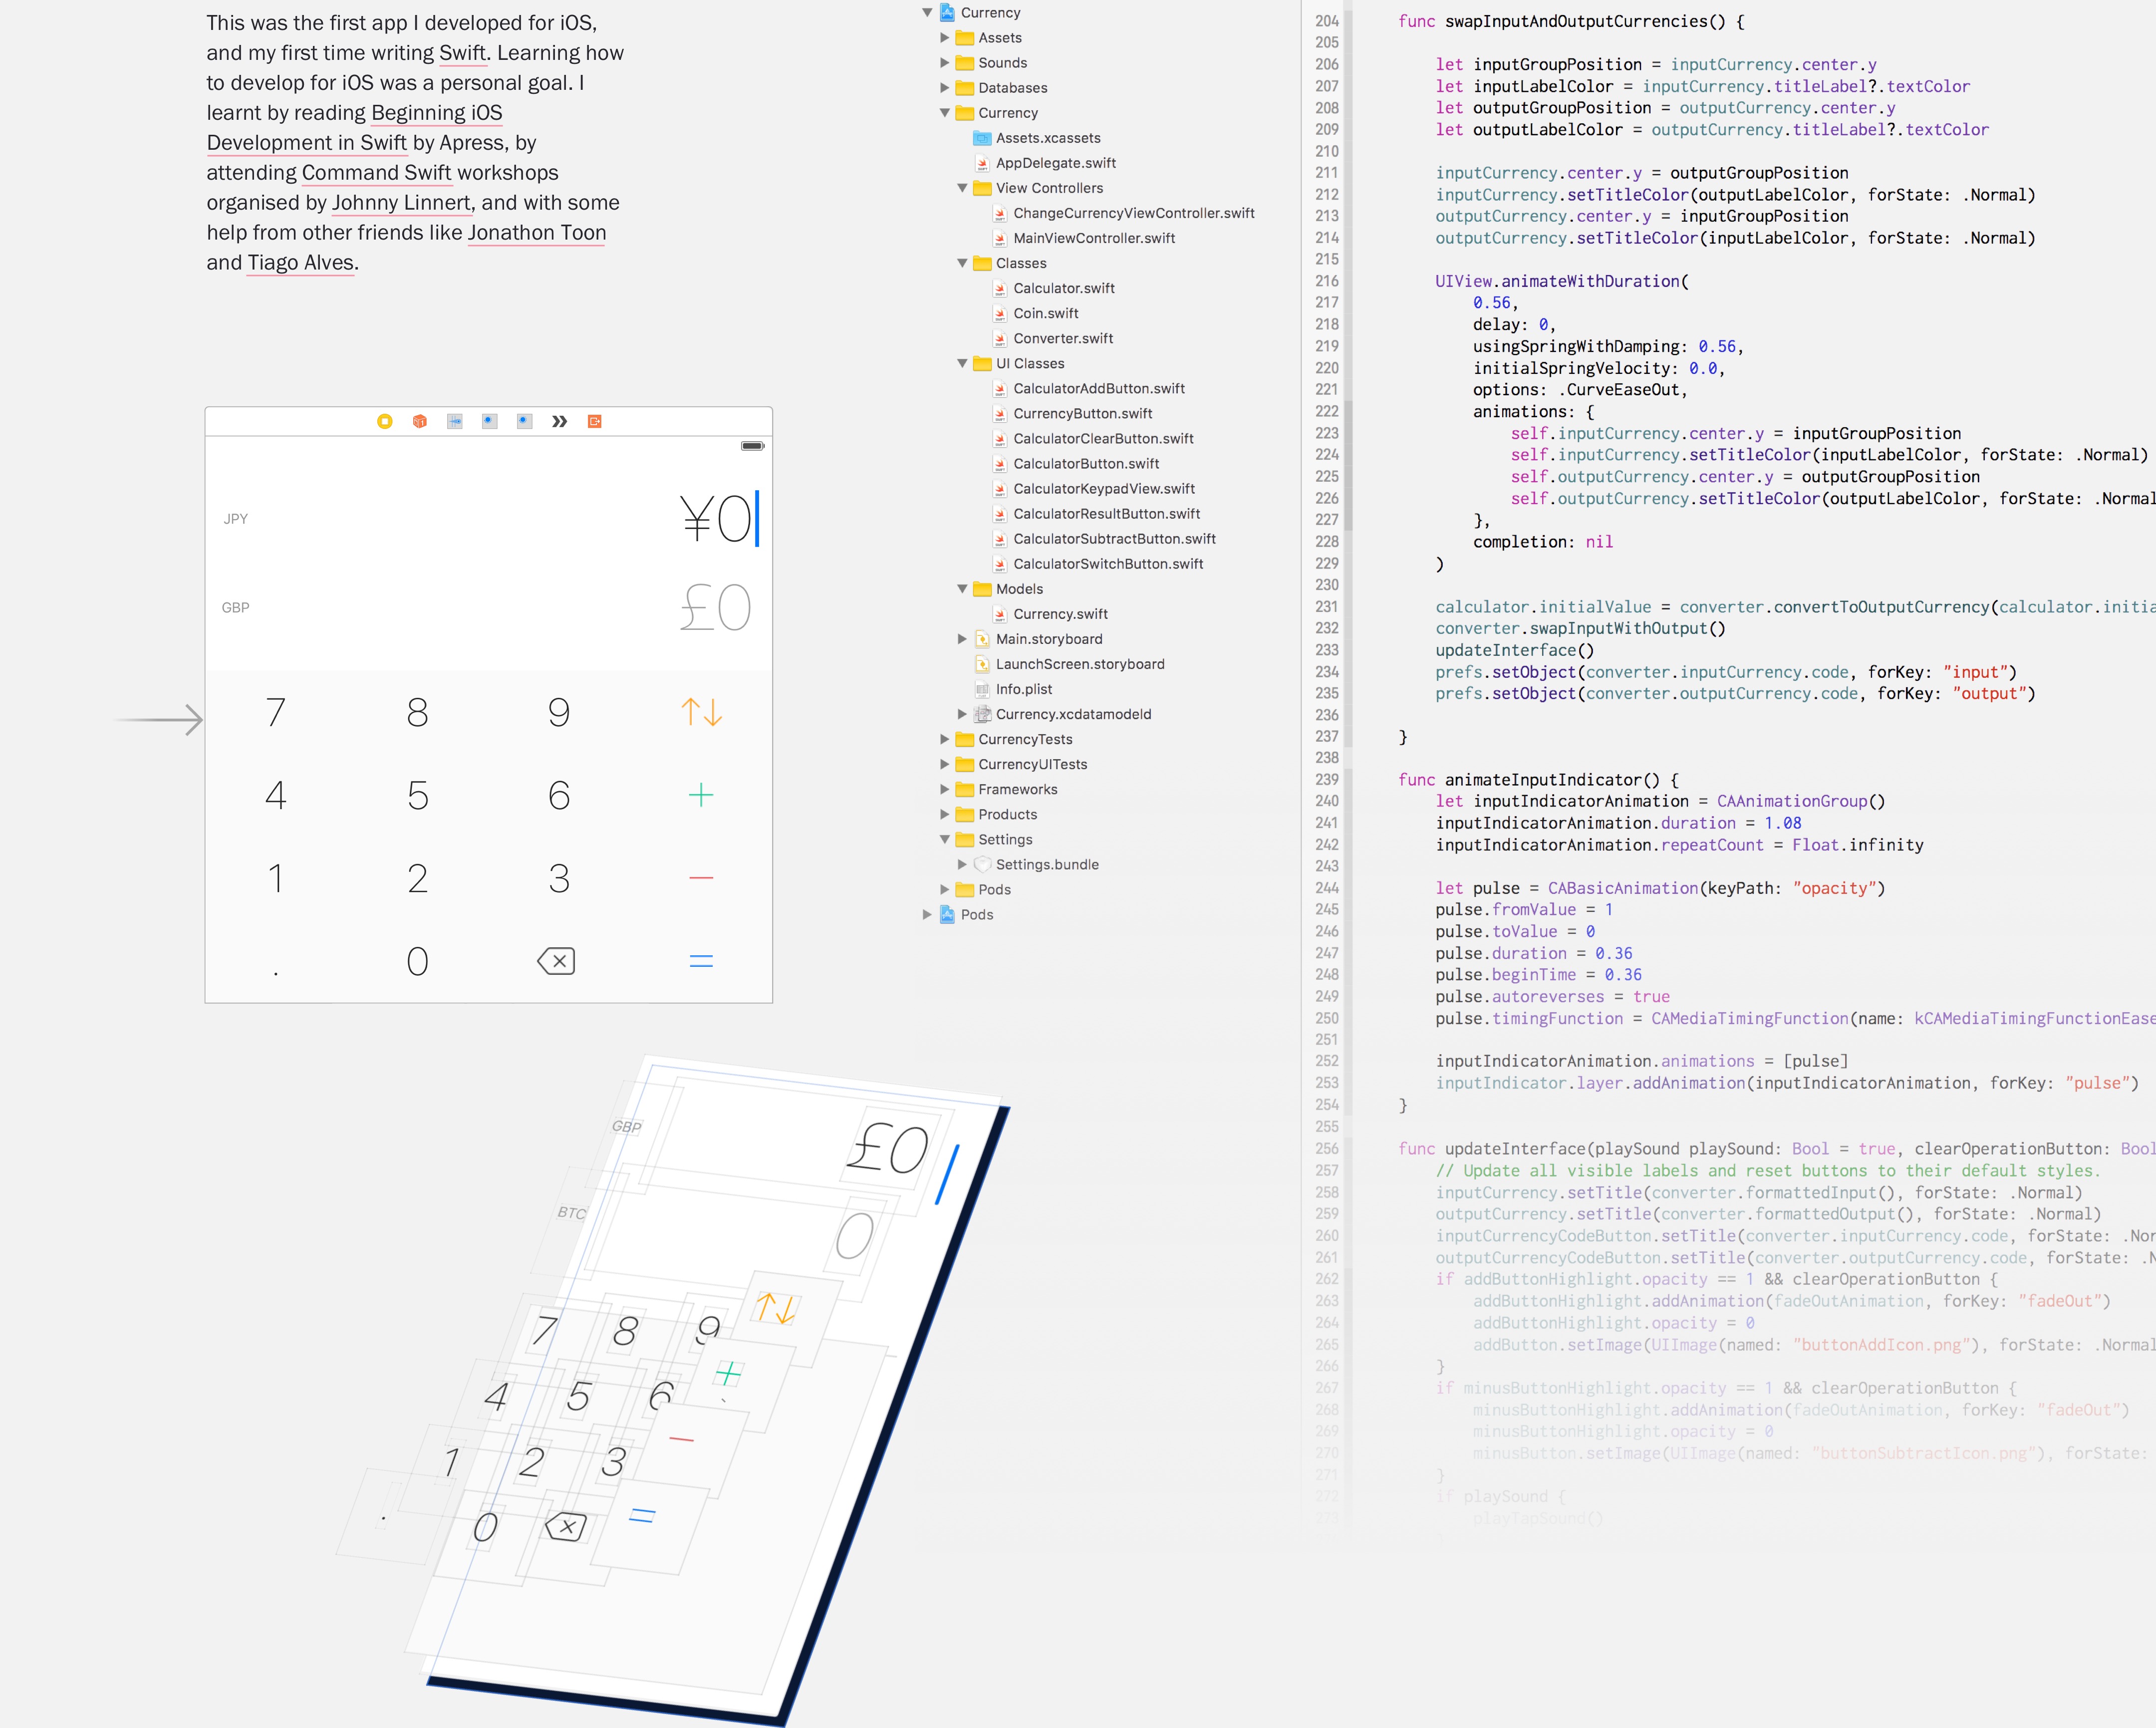 This was the first app I developed for iOS,
and my first time writing Swift. Learning how
to develop for iOS was a personal goal. I
learnt by reading Beginning iOS
Development in Swift by Apress, by
attending Command Swift workshops
organised by Johnny Linnert, and with some
help from other friends like Jonathon Toon
and Tiago Alves.
JPY ¥0
GBP £0
7 8 9 ↑↓
4 5 6 +
1 2 3 −
. 0 =
GBP £0
BTC 0
7 8 9 ↑↓
4 5 6 +
1 2 3 −
. 0 =
Currency
Assets
Sounds
Databases
Currency
Assets.xcassets
AppDelegate.swift
View Controllers
ChangeCurrencyViewController.swift
MainViewController.swift
Classes
Calculator.swift
Coin.swift
Converter.swift
UI Classes
CalculatorAddButton.swift
CurrencyButton.swift
CalculatorClearButton.swift
CalculatorButton.swift
CalculatorKeypadView.swift
CalculatorResultButton.swift
CalculatorSubtractButton.swift
CalculatorSwitchButton.swift
Models
Currency.swift
Main.storyboard
LaunchScreen.storyboard
Info.plist
Currency.xcdatamodeld
CurrencyTests
CurrencyUITests
Frameworks
Products
Settings
Settings.bundle
Pods
Pods
204 func swapInputAndOutputCurrencies() {
205
206 let inputGroupPosition = inputCurrency.center.y
207 let inputLabelColor = inputCurrency.titleLabel?.textColor
208 let outputGroupPosition = outputCurrency.center.y
209 let outputLabelColor = outputCurrency.titleLabel?.textColor
210
211 inputCurrency.center.y = outputGroupPosition
212 inputCurrency.setTitleColor(outputLabelColor, forState: .Normal)
213 outputCurrency.center.y = inputGroupPosition
214 outputCurrency.setTitleColor(inputLabelColor, forState: .Normal)
215
216 UIView.animateWithDuration(
217 0.56,
218 delay: 0,
219 usingSpringWithDamping: 0.56,
220 initialSpringVelocity: 0.0,
221 options: .CurveEaseOut,
222 animations: {
223 self.inputCurrency.center.y = inputGroupPosition
224 self.inputCurrency.setTitleColor(inputLabelColor, forState: .Normal)
225 self.outputCurrency.center.y = outputGroupPosition
226 self.outputCurrency.setTitleColor(outputLabelColor, forState: .Normal
227 },
228 completion: nil
229 )
230
231 calculator.initialValue = converter.convertToOutputCurrency(calculator.initia
232 converter.swapInputWithOutput()
233 updateInterface()
234 prefs.setObject(converter.inputCurrency.code, forKey: "input")
235 prefs.setObject(converter.outputCurrency.code, forKey: "output")
236
237 }
238
239 func animateInputIndicator() {
240 let inputIndicatorAnimation = CAAnimationGroup()
241 inputIndicatorAnimation.duration = 1.08
242 inputIndicatorAnimation.repeatCount = Float.infinity
243
244 let pulse = CABasicAnimation(keyPath: "opacity")
245 pulse.fromValue = 1
246 pulse.toValue = 0
247 pulse.duration = 0.36
248 pulse.beginTime = 0.36
249 pulse.autoreverses = true
250 pulse.timingFunction = CAMediaTimingFunction(name: kCAMediaTimingFunctionEase
251
252 inputIndicatorAnimation.animations = [pulse]
253 inputIndicator.layer.addAnimation(inputIndicatorAnimation, forKey: "pulse")
254 }
255
256 func updateInterface(playSound playSound: Bool = true, clearOperationButton: Bool
257 // Update all visible labels and reset buttons to their default styles.
258 inputCurrency.setTitle(converter.formattedInput(), forState: .Normal)
259 outputCurrency.setTitle(converter.formattedOutput(), forState: .Normal)
260 inputCurrencyCodeButton.setTitle(converter.inputCurrency.code, forState: .Nor
261 outputCurrencyCodeButton.setTitle(converter.outputCurrency.code, forState: .N
262 if addButtonHighlight.opacity == 1 && clearOperationButton {
263 addButtonHighlight.addAnimation(fadeOutAnimation, forKey: "fadeOut")
264 addButtonHighlight.opacity = 0
265 addButton.setImage(UIImage(named: "buttonAddIcon.png"), forState: .Normal
266 }
267 if minusButtonHighlight.opacity == 1 && clearOperationButton {
268 minusButtonHighlight.addAnimation(fadeOutAnimation, forKey: "fadeOut")
269 minusButtonHighlight.opacity = 0
270 minusButton.setImage(UIImage(named: "buttonSubtractIcon.png"), forState:
271 }
272 if playSound {
273 playTapSound()